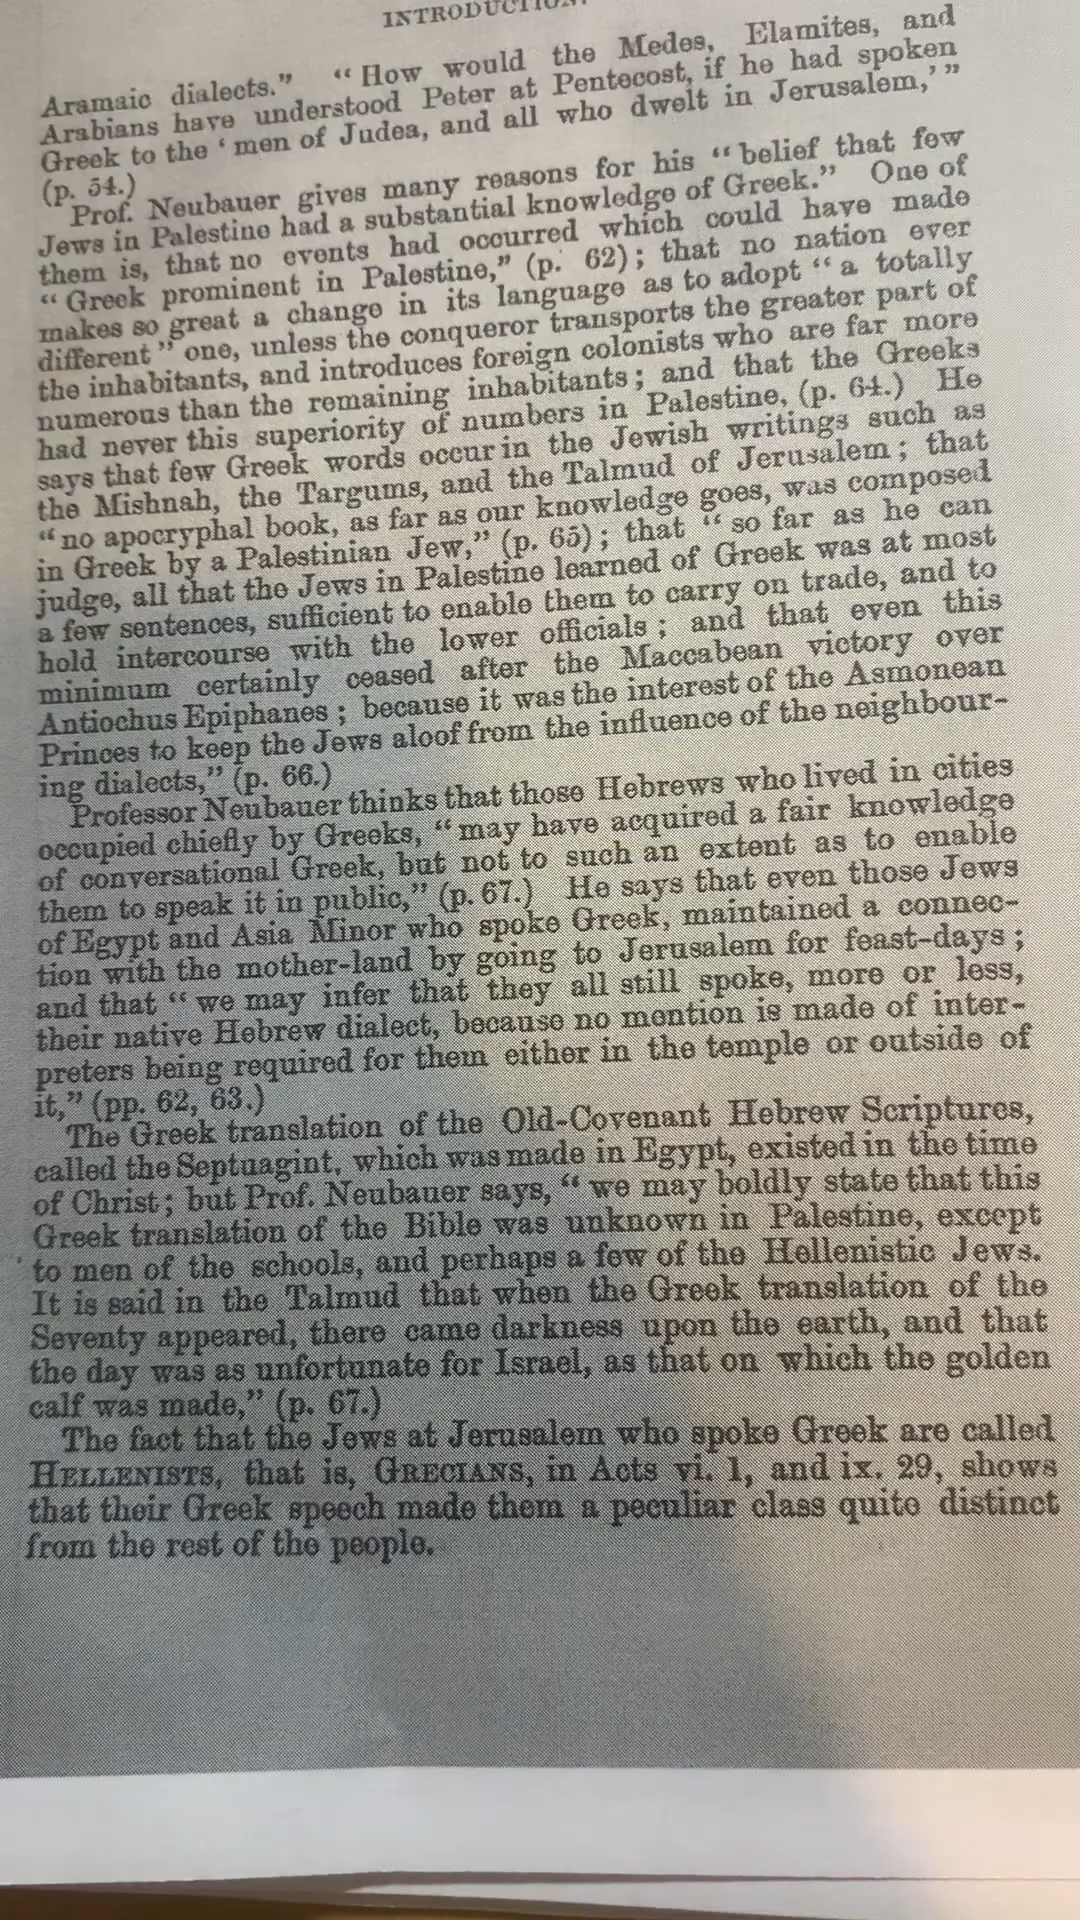 INTRODUCTION.
Aramaic dialects." "How would the Medes, Elamites, and
Arabians have understood Peter at Pentecost, if he had spoken
Greek to the 'men of Judea, and all who dwelt in Jerusalem,'"
(p. 54.)
Prof. Neubauer gives many reasons for his "belief that few
Jews in Palestine had a substantial knowledge of Greek." One of
them is, that no events had occurred which could have made
"Greek prominent in Palestine," (p. 62); that no nation ever
makes so great a change in its language as to adopt "a totally
different" one, unless the conqueror transports the greater part of
the inhabitants, and introduces foreign colonists who are far more
numerous than the remaining inhabitants; and that the Greeks
had never this superiority of numbers in Palestine, (p. 64.) He
says that few Greek words occur in the Jewish writings such as
the Mishnah, the Targums, and the Talmud of Jerusalem; that
"no apocryphal book, as far as our knowledge goes, was composed
in Greek by a Palestinian Jew," (p. 65); that "so far as he can
judge, all that the Jews in Palestine learned of Greek was at most
a few sentences, sufficient to enable them to carry on trade, and to
hold intercourse with the lower officials; and that even this
minimum certainly ceased after the Maccabean victory over
Antiochus Epiphanes; because it was the interest of the Asmonean
Princes to keep the Jews aloof from the influence of the neighbour-
ing dialects," (p. 66.)
Professor Neubauer thinks that those Hebrews who lived in cities
occupied chiefly by Greeks, "may have acquired a fair knowledge
of conversational Greek, but not to such an extent as to enable
them to speak it in public," (p. 67.) He says that even those Jews
of Egypt and Asia Minor who spoke Greek, maintained a connec-
tion with the mother-land by going to Jerusalem for feast-days;
and that "we may infer that they all still spoke, more or less,
their native Hebrew dialect, because no mention is made of inter-
preters being required for them either in the temple or outside of
it," (pp. 62, 63.)
The Greek translation of the Old-Covenant Hebrew Scriptures,
called the Septuagint, which was made in Egypt, existed in the time
of Christ; but Prof. Neubauer says, "we may boldly state that this
Greek translation of the Bible was unknown in Palestine, except
to men of the schools, and perhaps a few of the Hellenistic Jews.
It is said in the Talmud that when the Greek translation of the
Seventy appeared, there came darkness upon the earth, and that
the day was as unfortunate for Israel, as that on which the golden
calf was made," (p. 67.)
The fact that the Jews at Jerusalem who spoke Greek are called
HELLENISTS, that is, GRECIANS, in Acts vi. 1, and ix. 29, shows
that their Greek speech made them a peculiar class quite distinct
from the rest of the people.